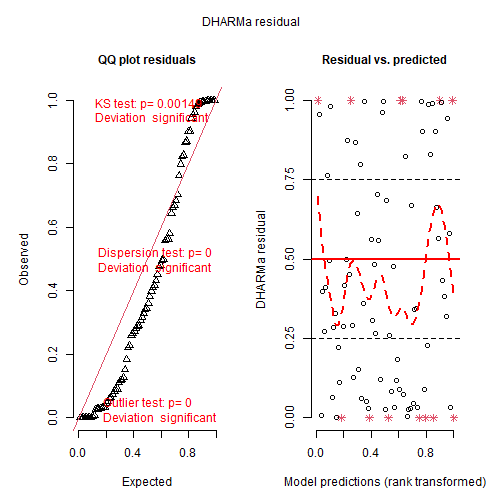 DHARMa residual
QQ plot residuals
KS test: p= 0.0014
Deviation significant
Dispersion test: p= 0
Deviation significant
Outlier test: p= 0
Deviation significant
Observed
0.0 0.2 0.4 0.6 0.8 1.0
0.0 0.4 0.8
Expected
Residual vs. predicted
DHARMa residual
0.00 0.25 0.50 0.75 1.00
0.0 0.4 0.8
Model predictions (rank transformed)